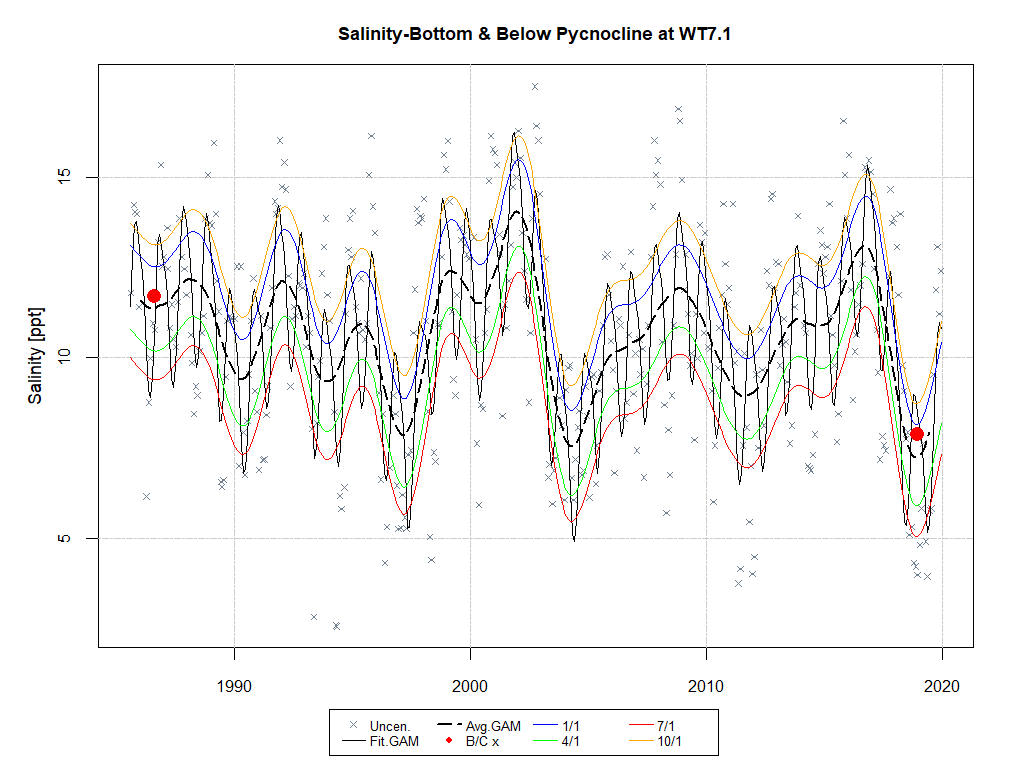 Salinity-Bottom & Below Pycnocline at WT7.1
Salinity [ppt]
15
10
5
1990 2000 2010 2020
Uncen. Avg.GAM 1/1 7/1
Fit.GAM B/C x 4/1 10/1